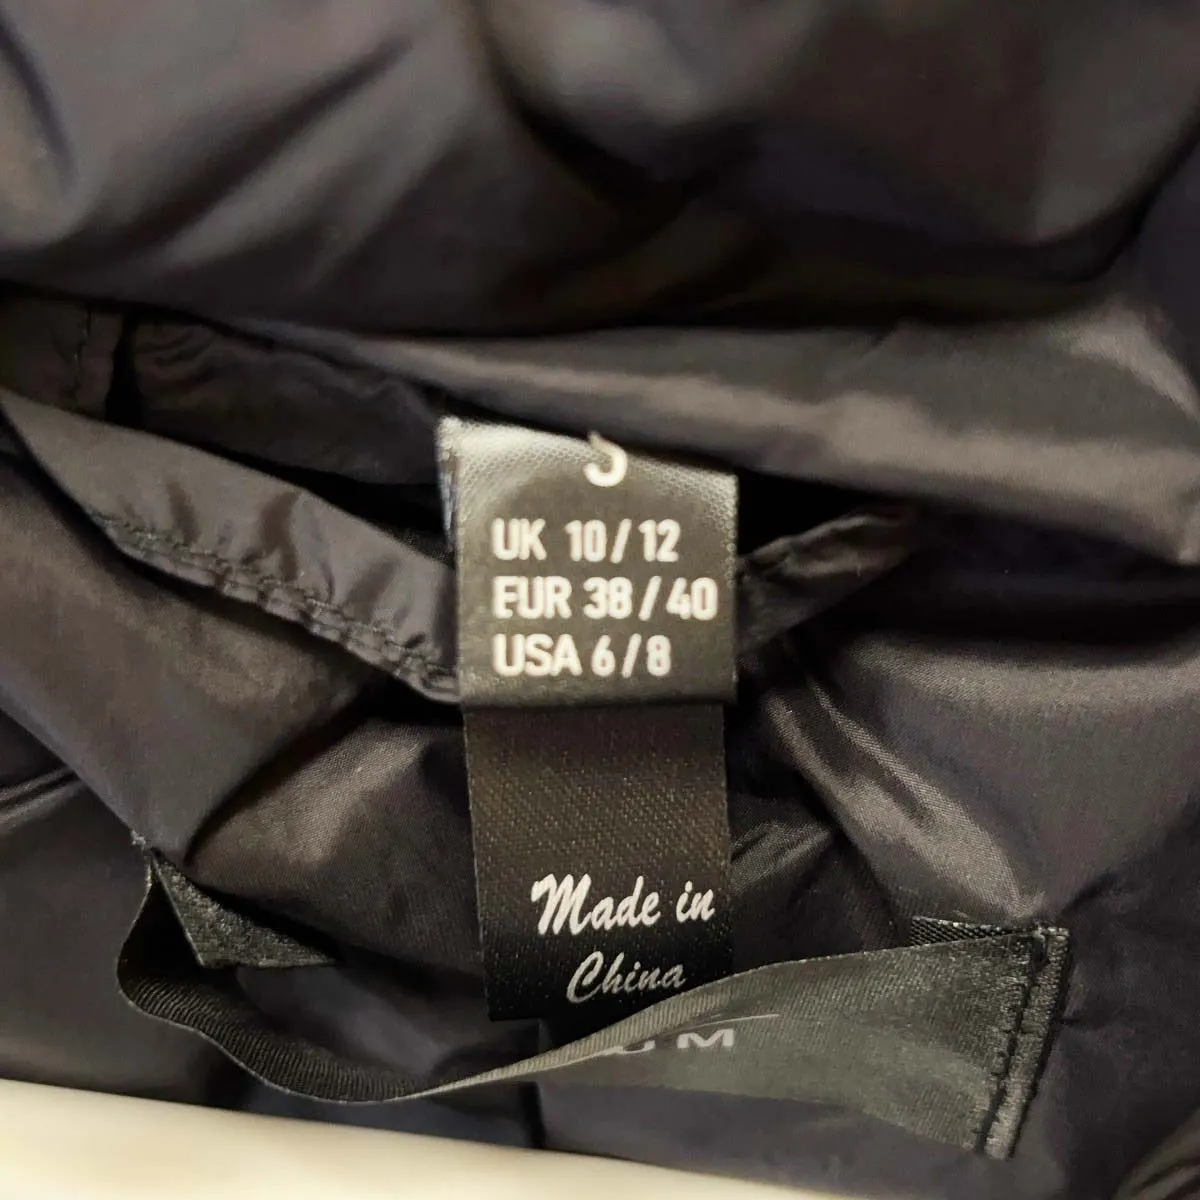 S
UK 10/12
EUR 38/40
USA 6/8
Made in
China